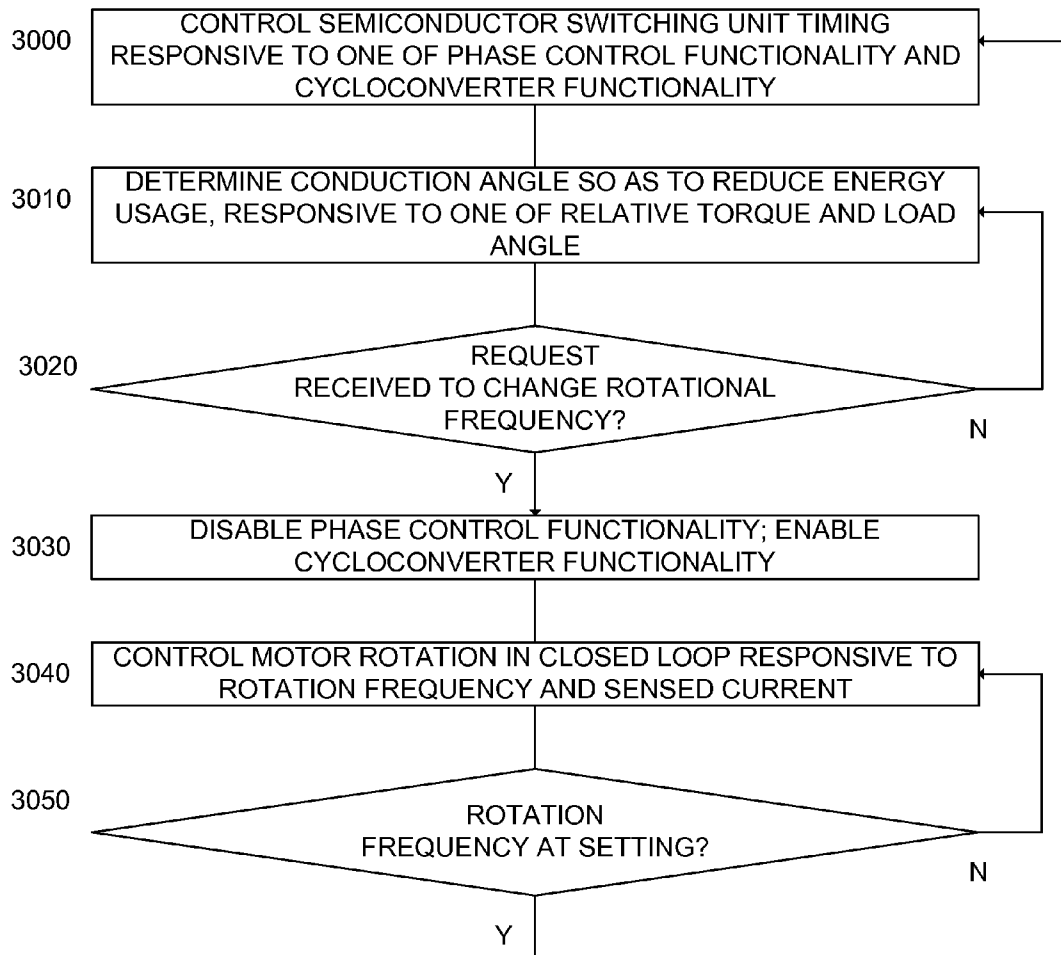 3000
CONTROL SEMICONDUCTOR SWITCHING UNIT TIMING
RESPONSIVE TO ONE OF PHASE CONTROL FUNCTIONALITY AND
CYCLOCONVERTER FUNCTIONALITY
3010
DETERMINE CONDUCTION ANGLE SO AS TO REDUCE ENERGY
USAGE, RESPONSIVE TO ONE OF RELATIVE TORQUE AND LOAD
ANGLE
3020
REQUEST
RECEIVED TO CHANGE ROTATIONAL
FREQUENCY?
N
Y
3030
DISABLE PHASE CONTROL FUNCTIONALITY; ENABLE
CYCLOCONVERTER FUNCTIONALITY
3040
CONTROL MOTOR ROTATION IN CLOSED LOOP RESPONSIVE TO
ROTATION FREQUENCY AND SENSED CURRENT
3050
ROTATION
FREQUENCY AT SETTING?
N
Y